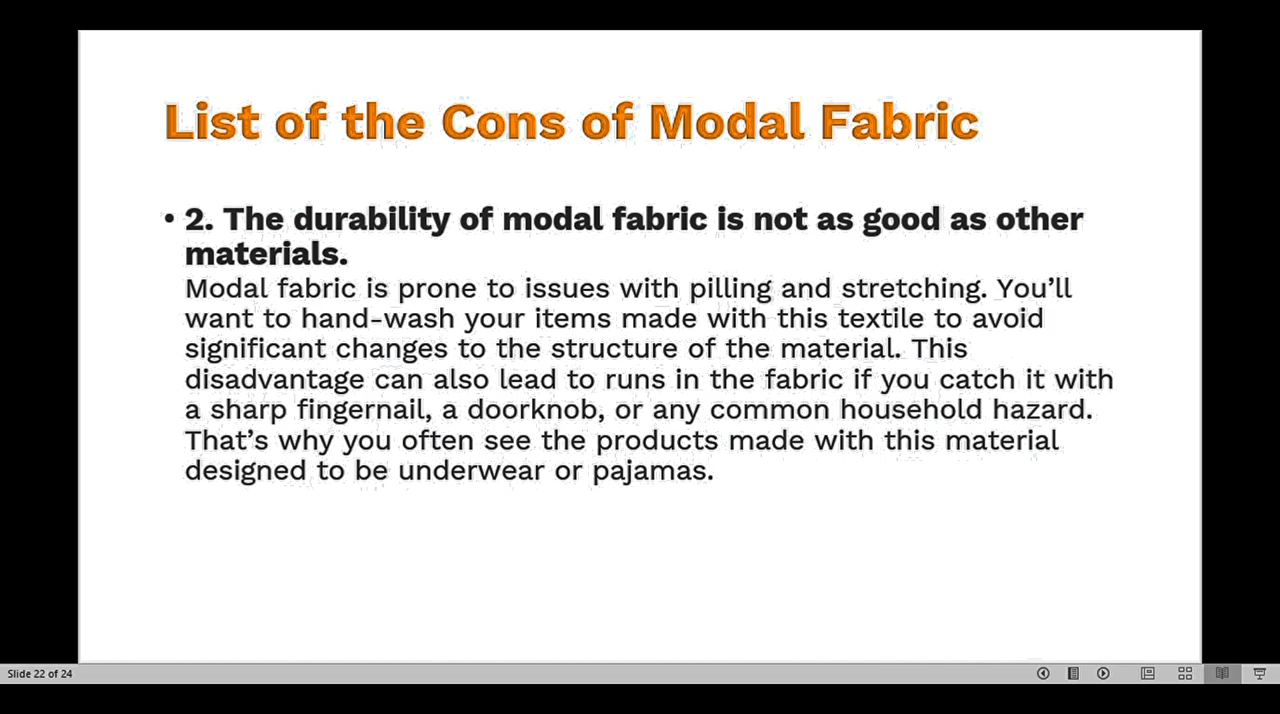 List of the Cons of Modal Fabric
• 2. The durability of modal fabric is not as good as other
materials.
Modal fabric is prone to issues with pilling and stretching. You’ll
want to hand-wash your items made with this textile to avoid
significant changes to the structure of the material. This
disadvantage can also lead to runs in the fabric if you catch it with
a sharp fingernail, a doorknob, or any common household hazard.
That’s why you often see the products made with this material
designed to be underwear or pajamas.
Slide 22 of 24